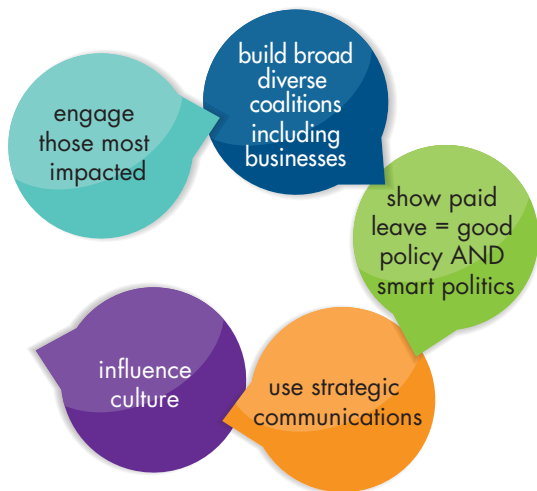 engage
those most
impacted
build broad
diverse
coalitions
including
businesses
show paid
leave = good
policy AND
smart politics
use strategic
communications
influence
culture